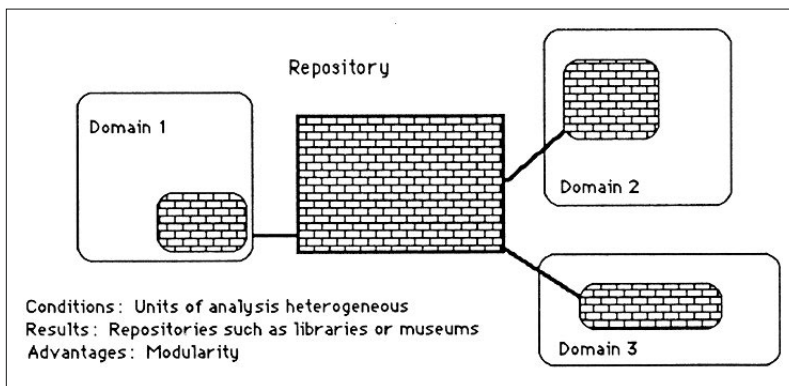 Repository
Domain 1
Domain 2
Domain 3
Conditions: Units of analysis heterogeneous
Results: Repositories such as libraries or museums
Advantages: Modularity